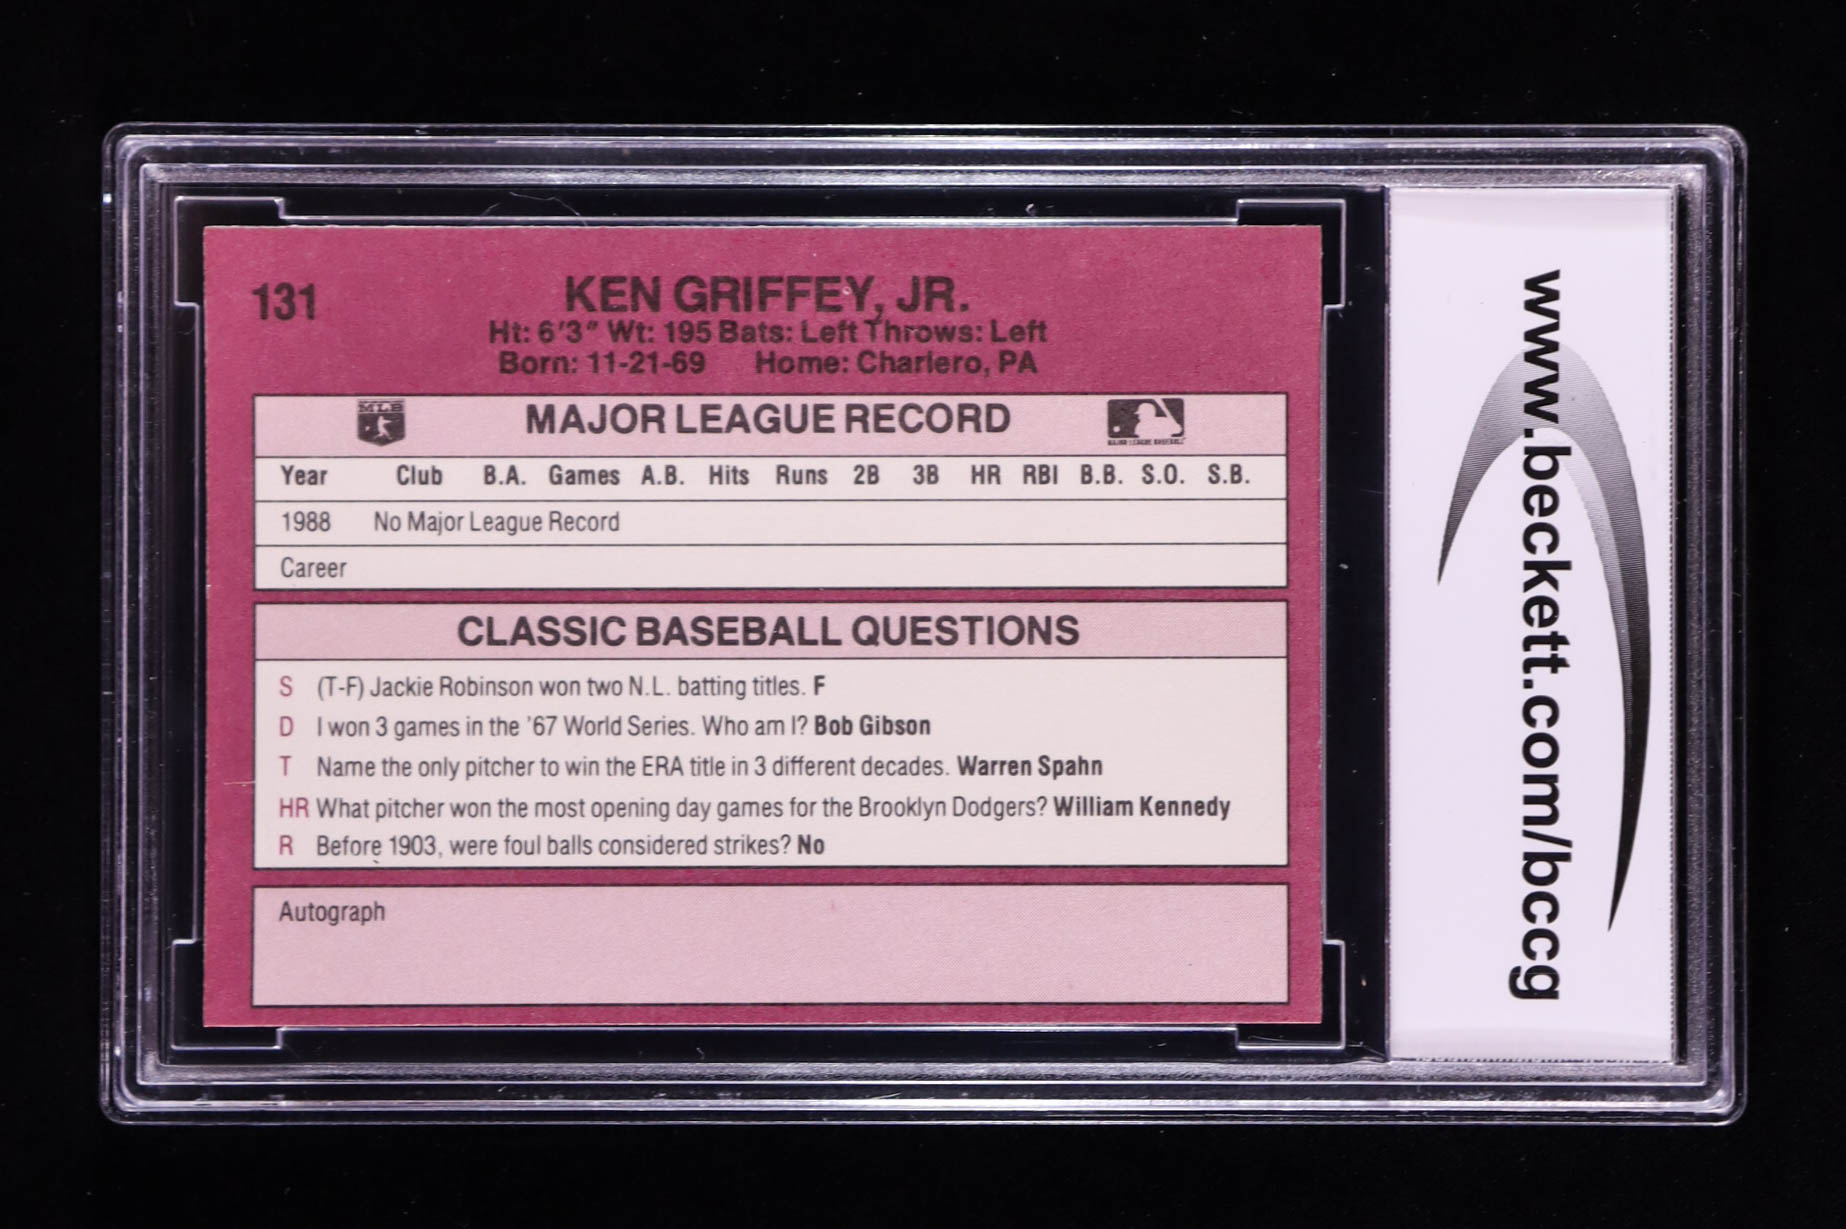 131
KEN GRIFFEY, JR.
Ht: 6'3" Wt: 195 Bats: Left Throws: Left
Born: 11-21-69 Home: Charlero, PA
MLB
MAJOR LEAGUE RECORD
MAJOR LEAGUE BASEBALL
Year Club B.A. Games A.B. Hits Runs 2B 3B HR RBI B.B. S.O. S.B.
1988 No Major League Record
Career
CLASSIC BASEBALL QUESTIONS
S (T-F) Jackie Robinson won two N.L. batting titles. F
D I won 3 games in the '67 World Series. Who am I? Bob Gibson
T Name the only pitcher to win the ERA title in 3 different decades. Warren Spahn
HR What pitcher won the most opening day games for the Brooklyn Dodgers? William Kennedy
R Before 1903, were foul balls considered strikes? No
Autograph
www.beckett.com/bccg